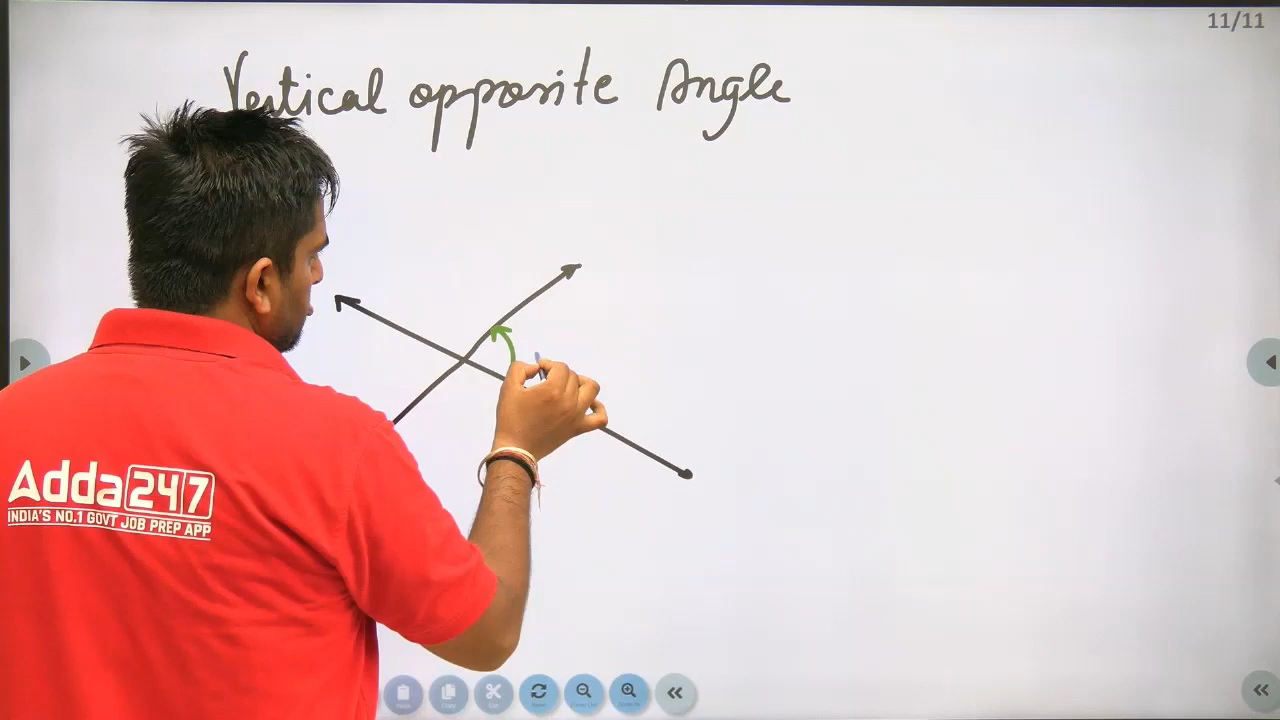 11/11
Vertical opposite Angle
Adda247
INDIA'S NO.1 GOVT JOB PREP APP